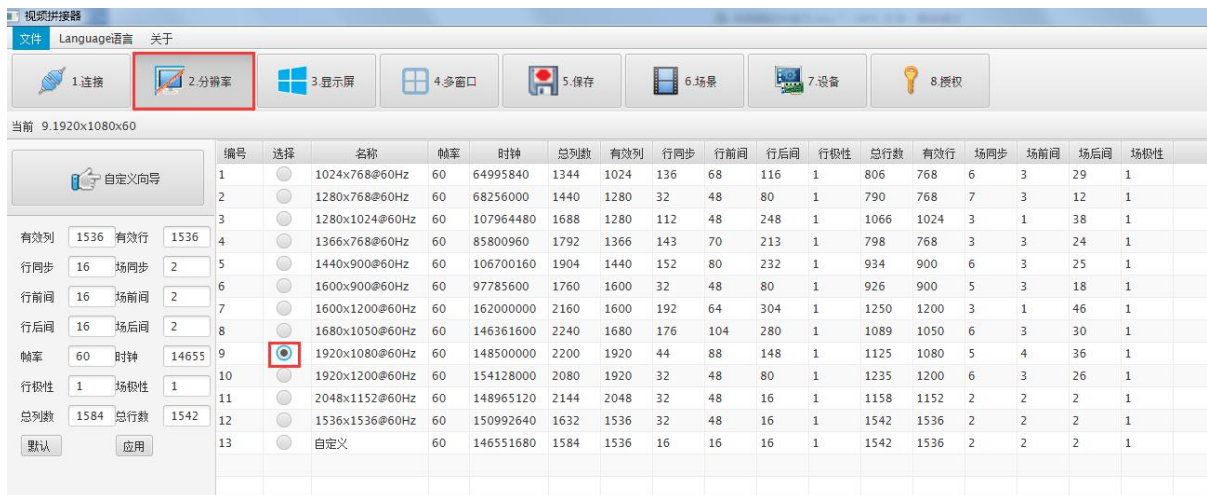 视频拼接器
文件 Language语言 关于
1.连接 2.分辨率 3.显示屏 4.多窗口 5.保存 6.场景 7.设备 8.授权
当前 9.1920x1080x60
自定义向导
有效列 1536 有效行 1536
行同步 16 场同步 2
行前间 16 场前间 2
行后间 16 场后间 2
帧率 60 时钟 14655
行极性 1 场极性 1
总列数 1584 总行数 1542
默认 应用
编号 选择 名称 帧率 时钟 总列数 有效列 行同步 行前间 行后间 行极性 总行数 有效行 场同步 场前间 场后间 场极性
1 1024x768@60Hz 60 64995840 1344 1024 136 68 116 1 806 768 6 3 29 1
2 1280x768@60Hz 60 68256000 1440 1280 32 48 80 1 790 768 7 3 12 1
3 1280x1024@60Hz 60 107964480 1688 1280 112 48 248 1 1066 1024 3 1 38 1
4 1366x768@60Hz 60 85800960 1792 1366 143 70 213 1 798 768 3 3 24 1
5 1440x900@60Hz 60 106700160 1904 1440 152 80 232 1 934 900 6 3 25 1
6 1600x900@60Hz 60 97785600 1760 1600 32 48 80 1 926 900 5 3 18 1
7 1600x1200@60Hz 60 162000000 2160 1600 192 64 304 1 1250 1200 3 1 46 1
8 1680x1050@60Hz 60 146361600 2240 1680 176 104 280 1 1089 1050 6 3 30 1
9 1920x1080@60Hz 60 148500000 2200 1920 44 88 148 1 1125 1080 5 4 36 1
10 1920x1200@60Hz 60 154128000 2080 1920 32 48 80 1 1235 1200 6 3 26 1
11 2048x1152@60Hz 60 148965120 2144 2048 32 48 16 1 1158 1152 2 2 2 1
12 1536x1536@60Hz 60 150992640 1632 1536 32 48 16 1 1542 1536 2 2 2 1
13 自定义 60 146551680 1584 1536 16 16 16 1 1542 1536 2 2 2 1